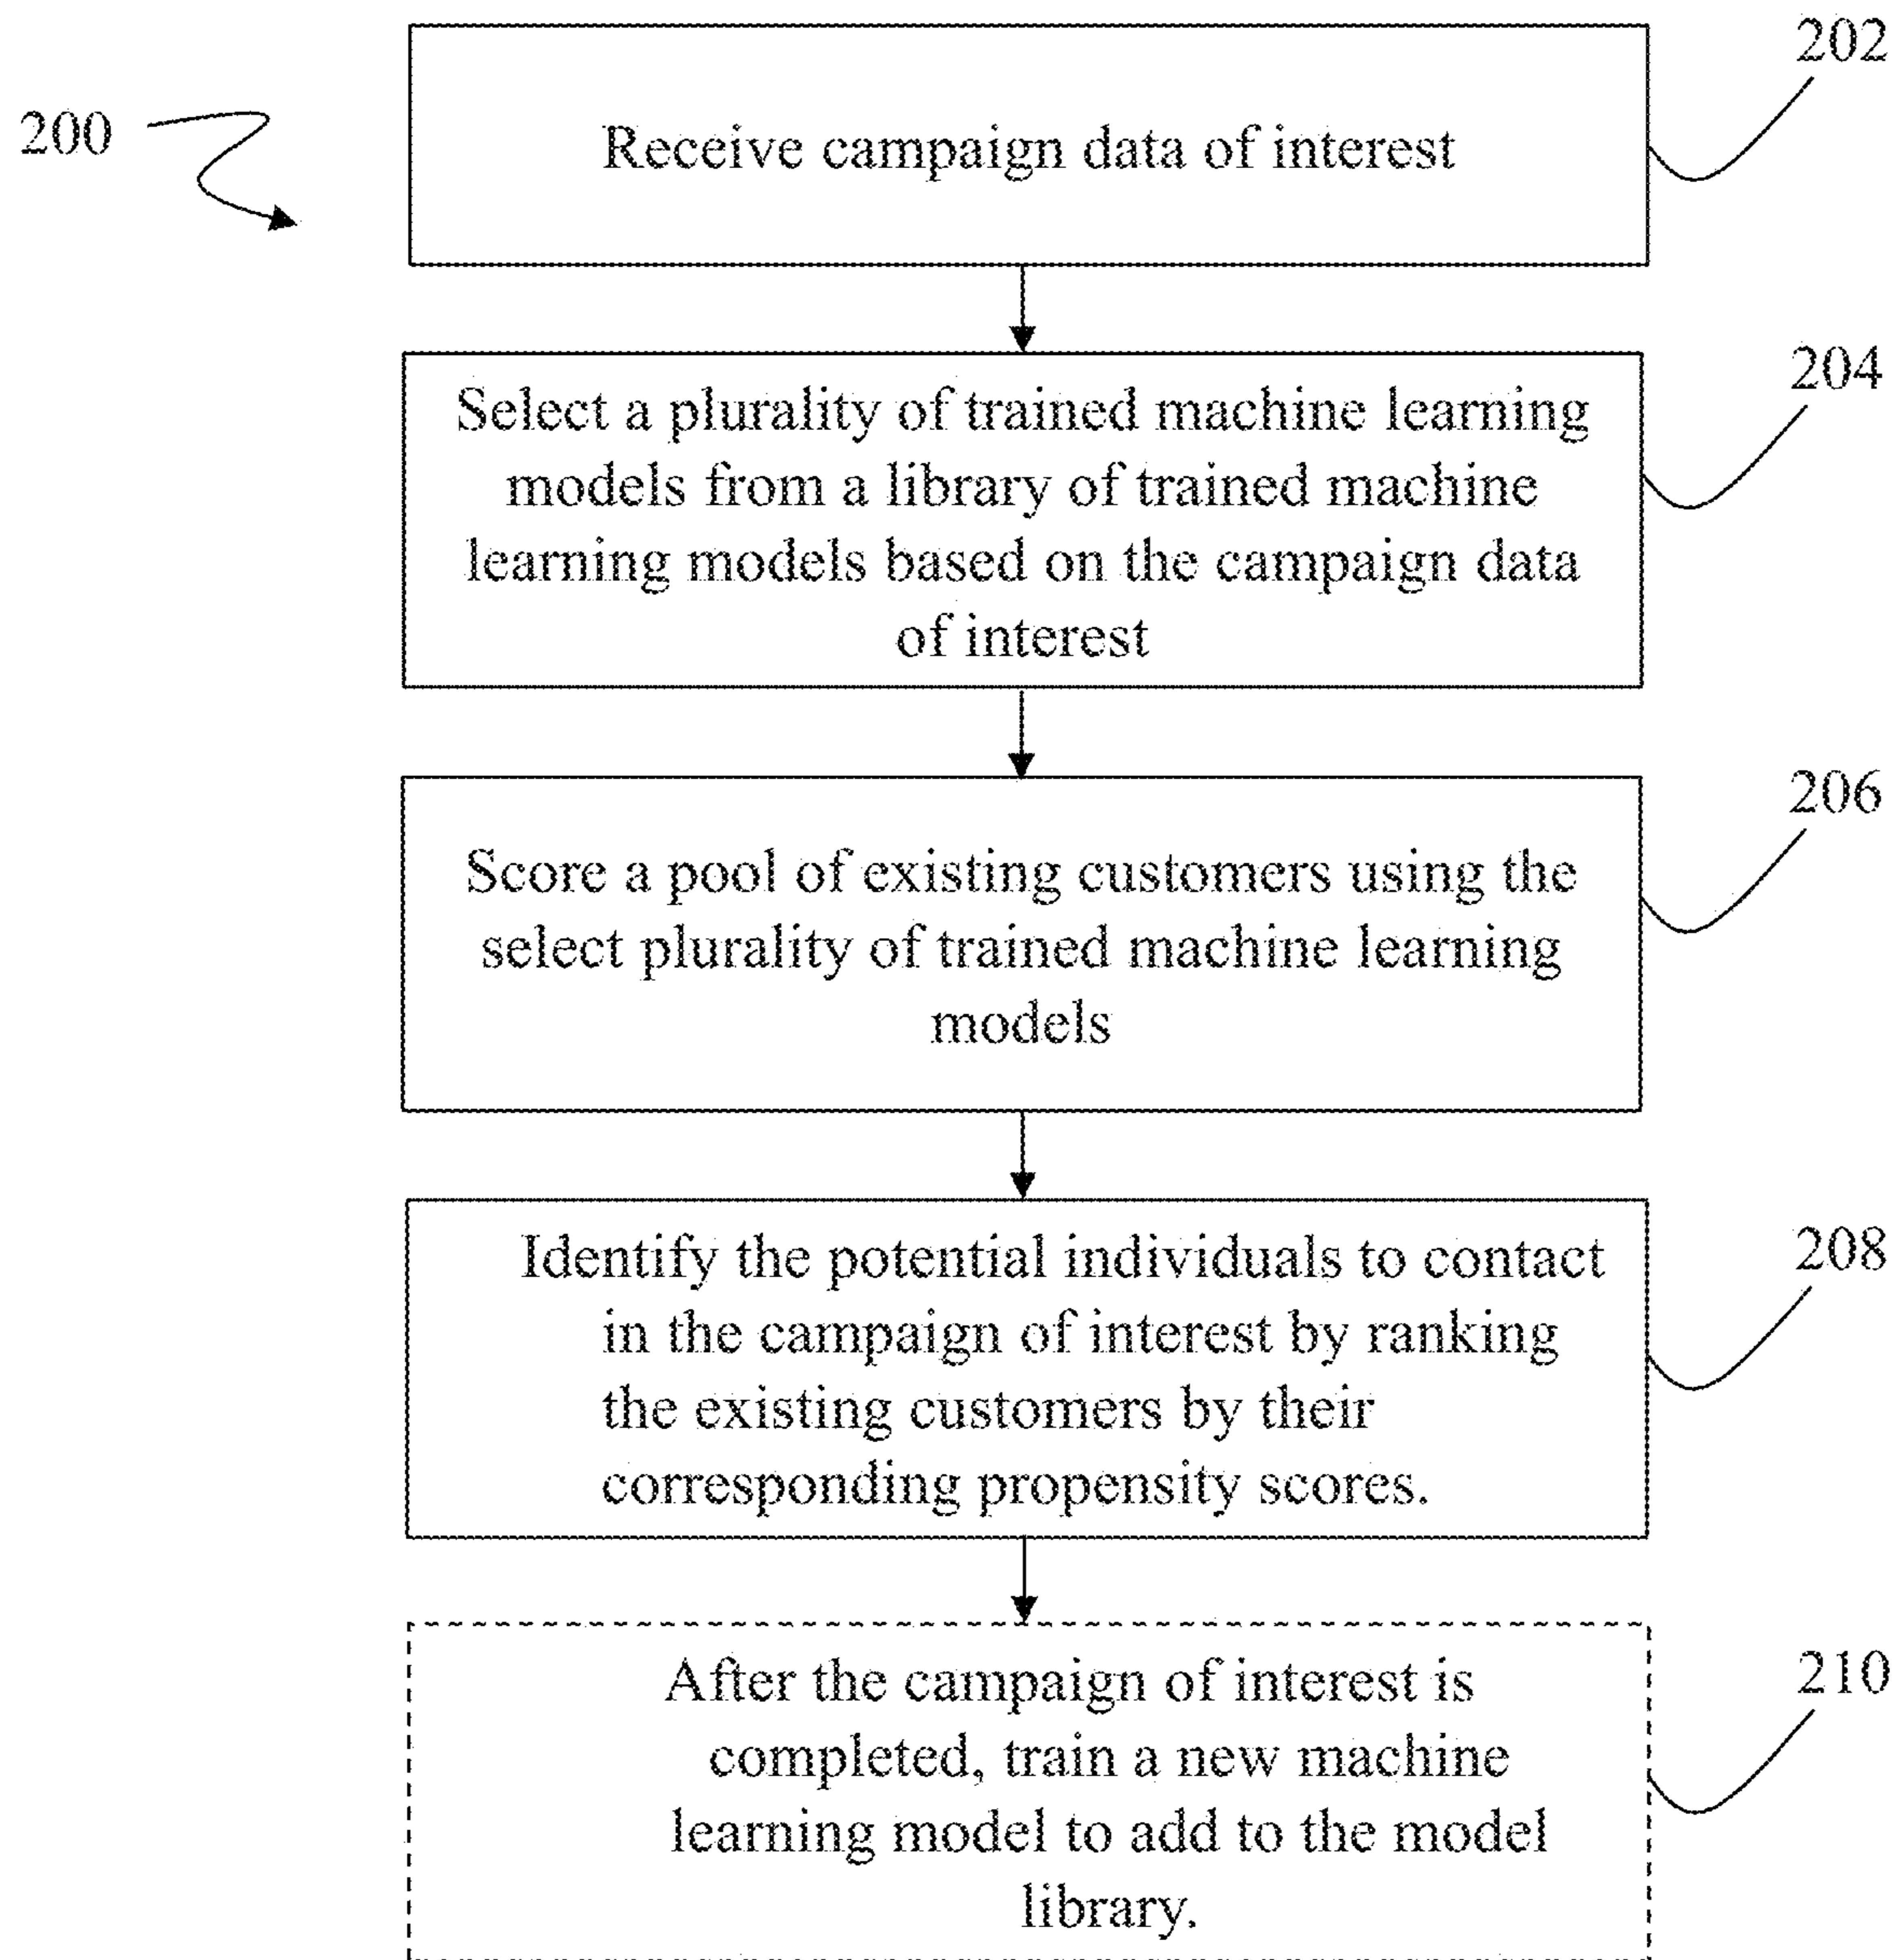 202
200
Receive campaign data of interest
204
Select a plurality of trained machine learning
models from a library of trained machine
learning models based on the campaign data
of interest
206
Score a pool of existing customers using the
select plurality of trained machine learning
models
208
Identify the potential individuals to contact
in the campaign of interest by ranking
the existing customers by their
corresponding propensity scores.
210
After the campaign of interest is
completed, train a new machine
learning model to add to the model
library.